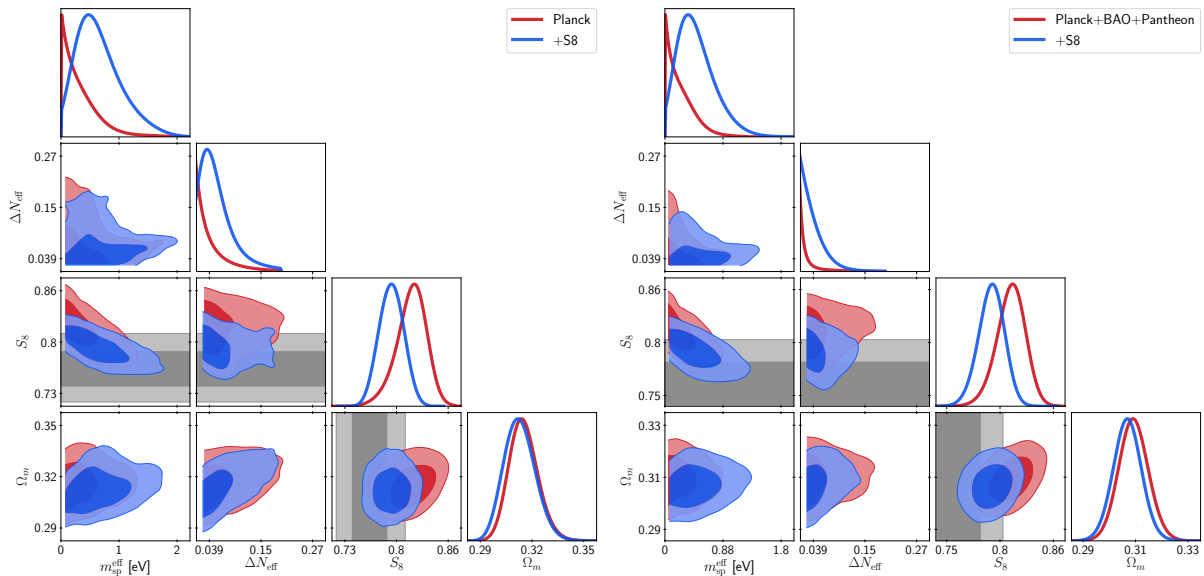 Planck
+S8
0.27
0.15
0.039
ΔN_eff
0.86
0.8
0.73
S_8
0.35
0.32
0.29
Ω_m
0 1 2
m_sp^eff [eV]
0.039 0.15 0.27
ΔN_eff
0.73 0.8 0.86
S_8
0.29 0.32 0.35
Ω_m
Planck+BAO+Pantheon
+S8
0.27
0.15
0.039
ΔN_eff
0.86
0.8
0.75
S_8
0.33
0.31
0.29
Ω_m
0 0.88 1.8
m_sp^eff [eV]
0.039 0.15 0.27
ΔN_eff
0.75 0.8 0.86
S_8
0.29 0.31 0.33
Ω_m